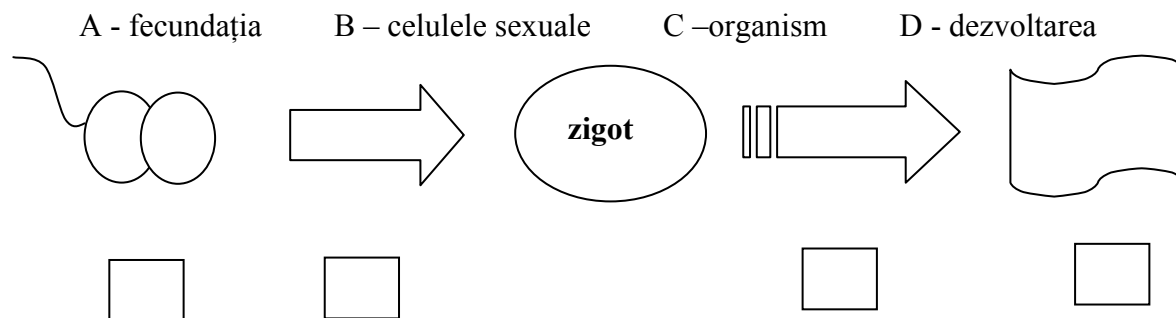 A - fecundația B – celulele sexuale C –organism D - dezvoltarea
zigot